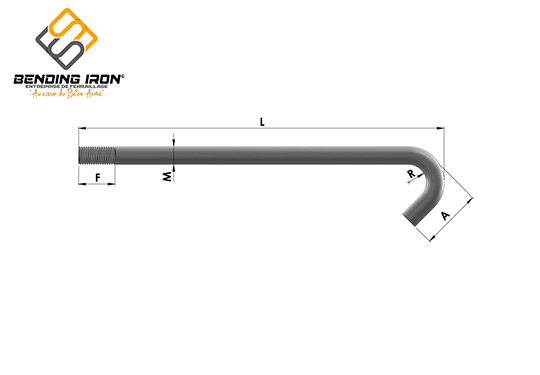 BENDING IRON®
ENTREPRISE DE FERRAILLAGE
"Au cœur du Béton Armé"
L
F
W
R
A